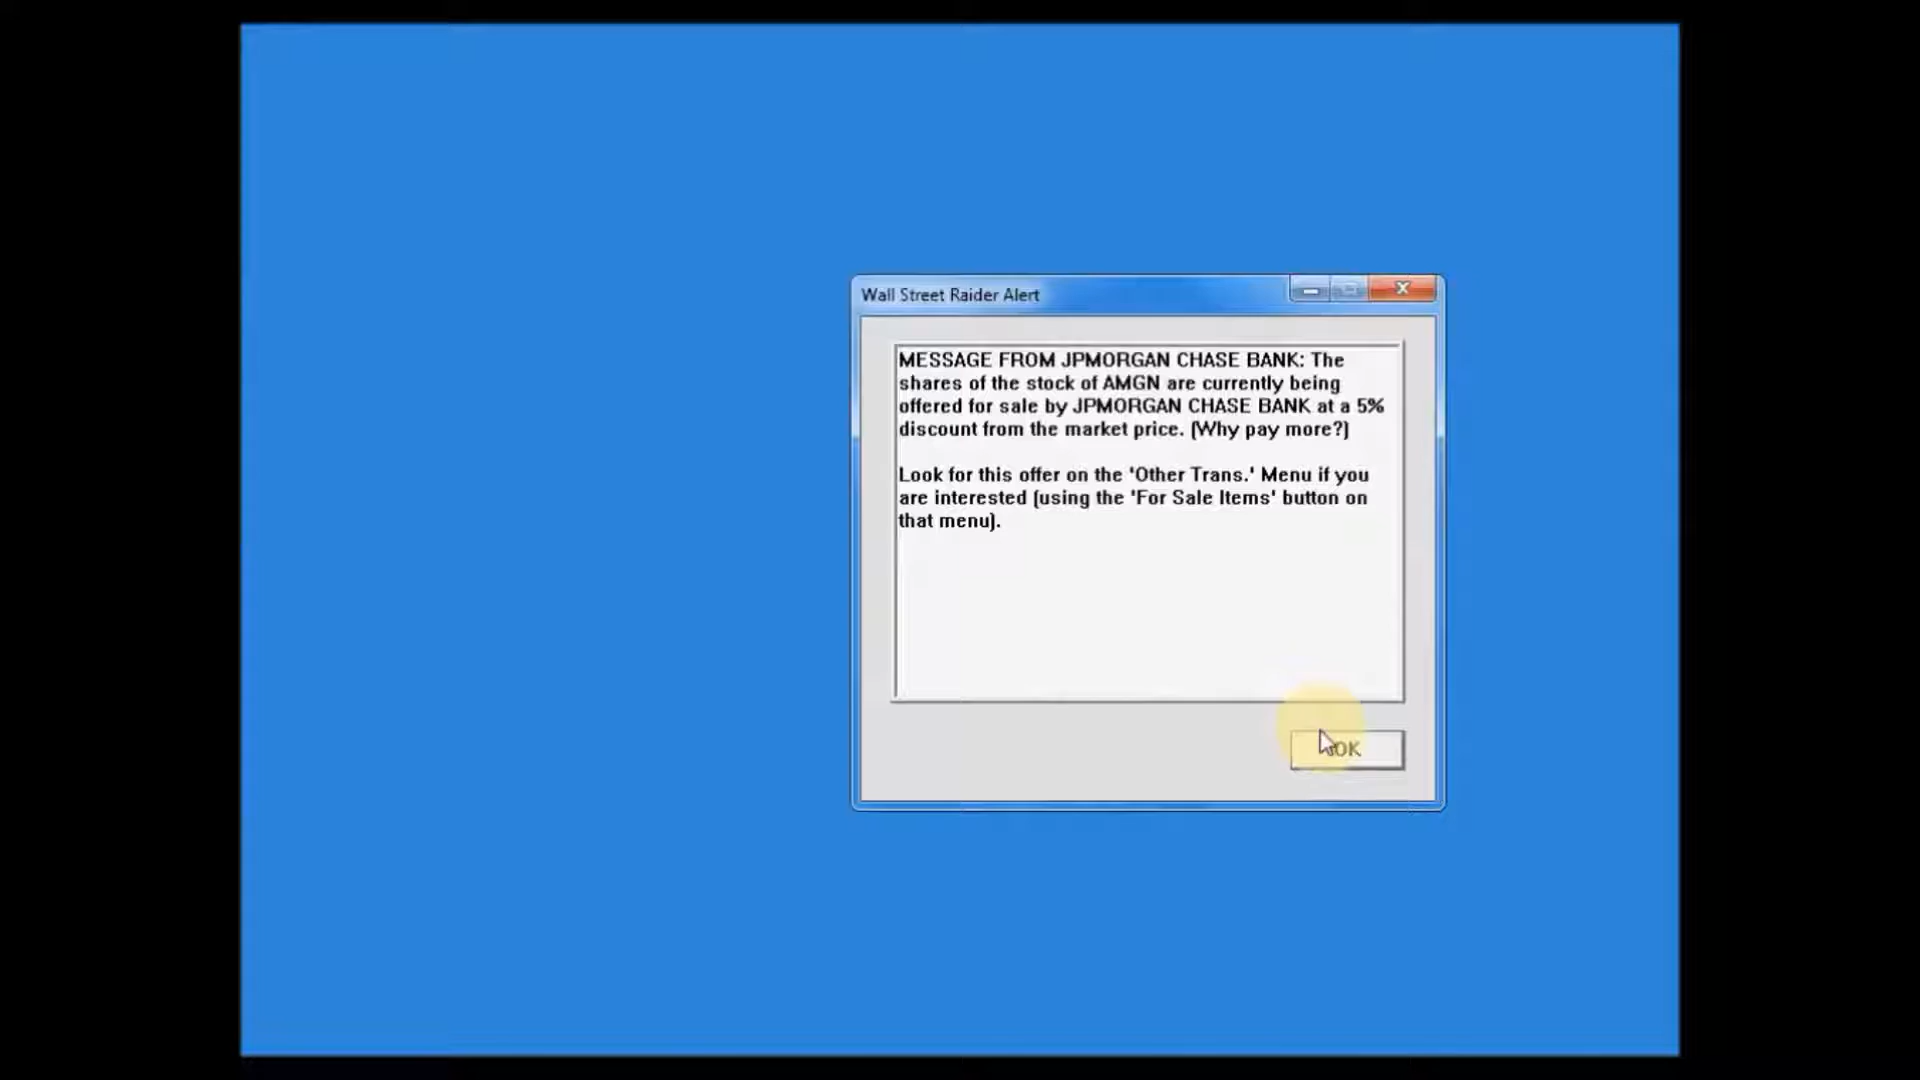 Wall Street Raider Alert
MESSAGE FROM JPMORGAN CHASE BANK: The
shares of the stock of AMGN are currently being
offered for sale by JPMORGAN CHASE BANK at a 5%
discount from the market price. (Why pay more?)
Look for this offer on the 'Other Trans.' Menu if you
are interested (using the 'For Sale Items' button on
that menu).
OK